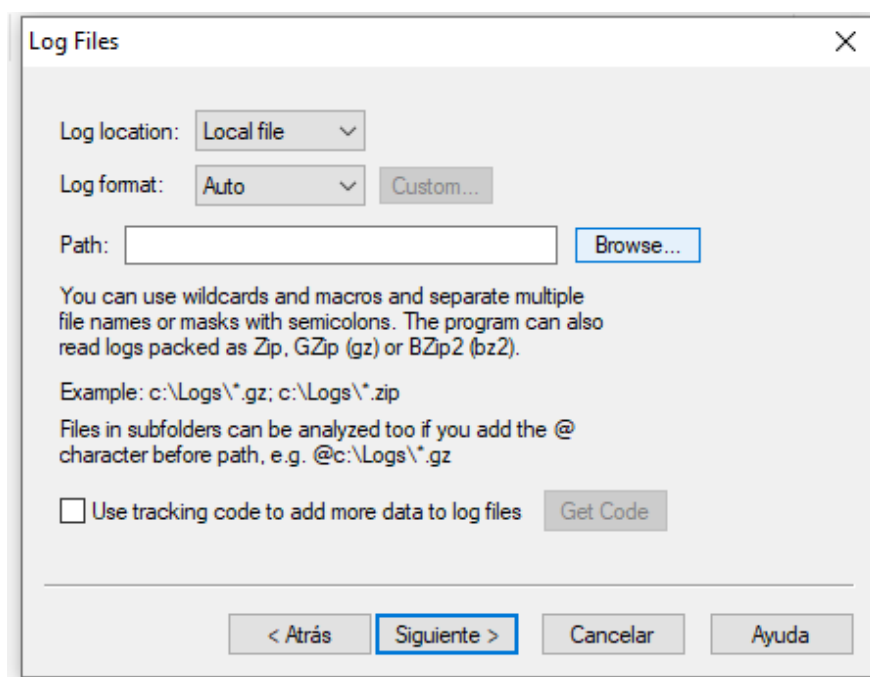 Log Files
Log location: Local file
Log format: Auto Custom...
Path: Browse...
You can use wildcards and macros and separate multiple
file names or masks with semicolons. The program can also
read logs packed as Zip, GZip (gz) or BZip2 (bz2).
Example: c:\Logs\*.gz; c:\Logs\*.zip
Files in subfolders can be analyzed too if you add the @
character before path, e.g. @c:\Logs\*.gz
Use tracking code to add more data to log files Get Code
< Atrás Siguiente > Cancelar Ayuda